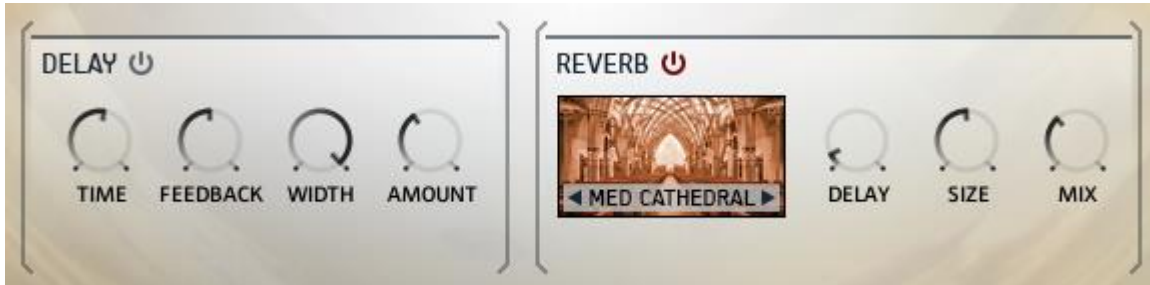 DELAY
TIME
FEEDBACK
WIDTH
AMOUNT
REVERB
MED CATHEDRAL
DELAY
SIZE
MIX